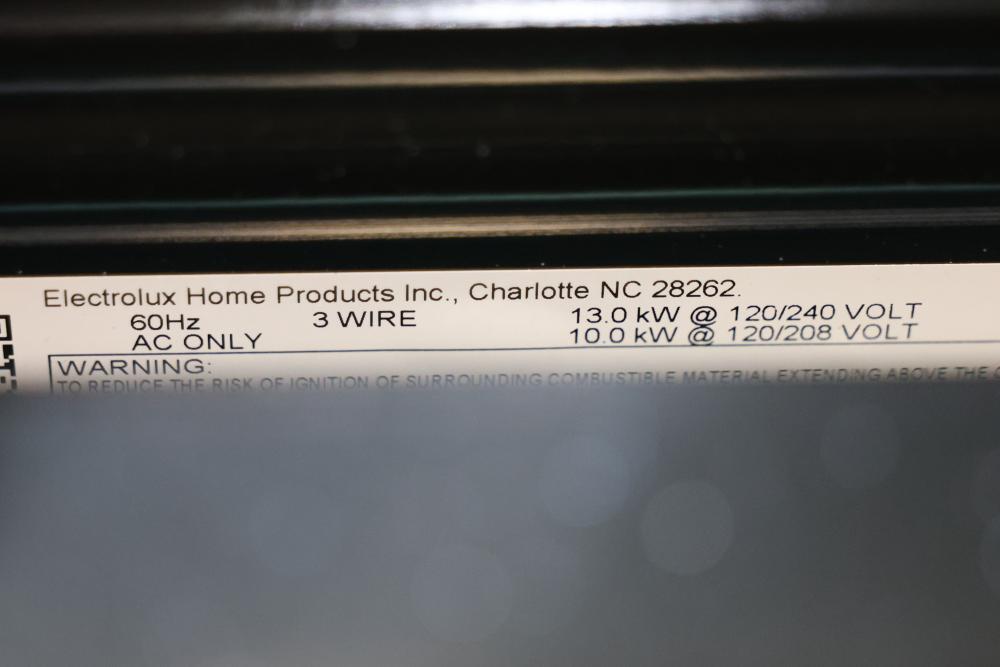 Electrolux Home Products Inc., Charlotte NC 28262.
60Hz 3 WIRE 13.0 kW @ 120/240 VOLT
AC ONLY 10.0 kW @ 120/208 VOLT
WARNING:
TO REDUCE THE RISK OF IGNITION OF SURROUNDING COMBUSTIBLE MATERIAL EXTENDING ABOVE THE